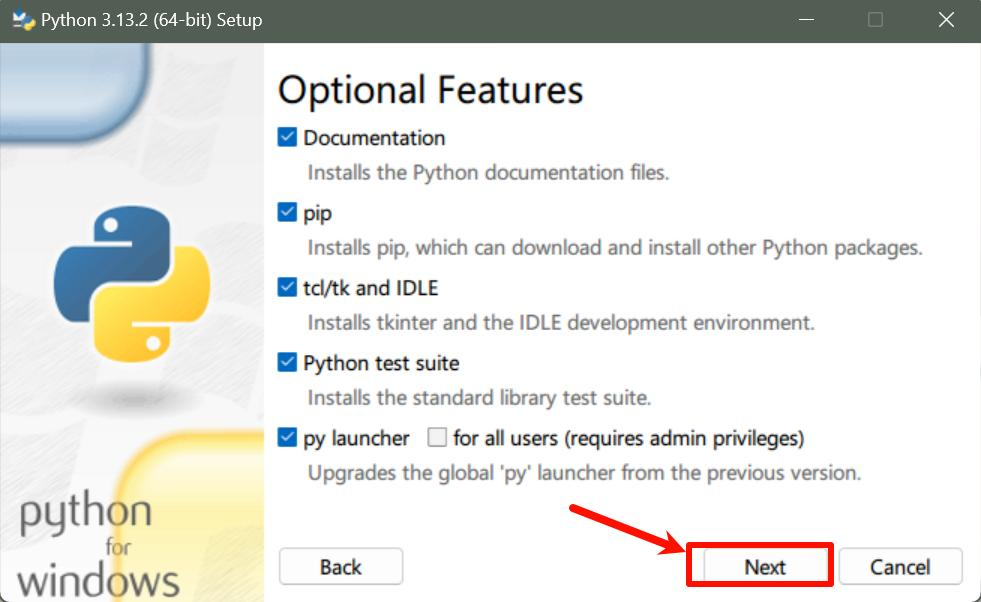 Python 3.13.2 (64-bit) Setup
Optional Features
Documentation
Installs the Python documentation files.
pip
Installs pip, which can download and install other Python packages.
tcl/tk and IDLE
Installs tkinter and the IDLE development environment.
Python test suite
Installs the standard library test suite.
py launcher for all users (requires admin privileges)
Upgrades the global 'py' launcher from the previous version.
python
for
windows
Back Next Cancel